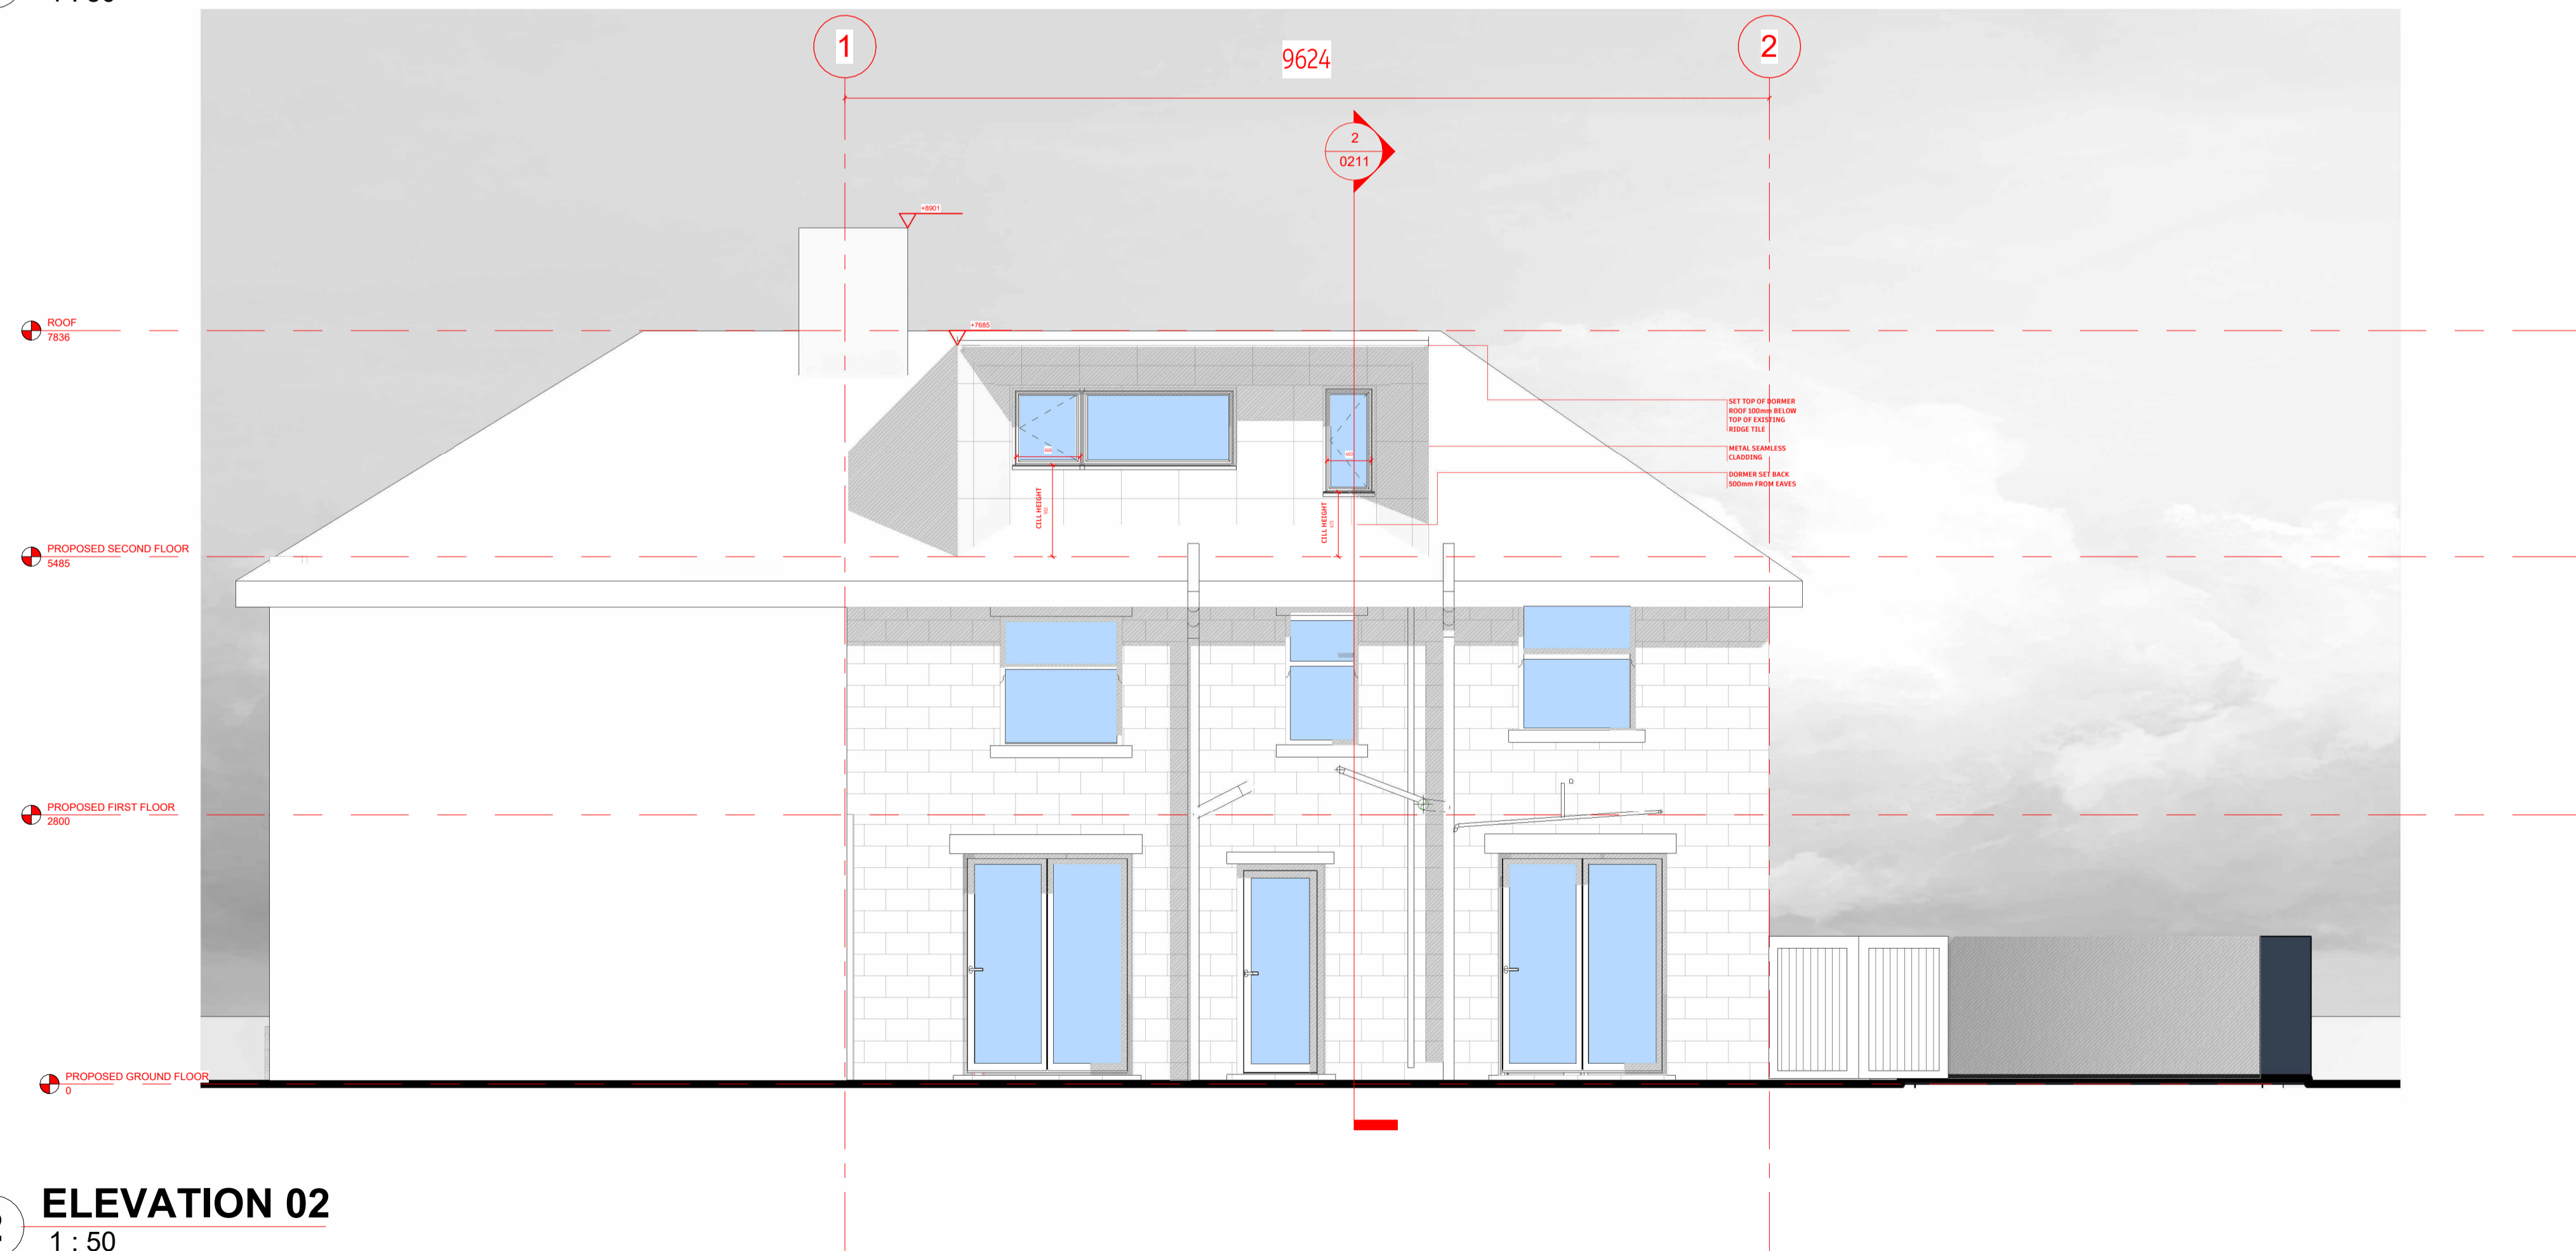 1
9624
2
2
0211
+8901
ROOF
7836
+7685
SET TOP OF DORMER
ROOF 100mm BELOW
TOP OF EXISTING
RIDGE TILE
METAL SEAMLESS
CLADDING
DORMER SET BACK
500mm FROM EAVES
CILL HEIGHT
CILL HEIGHT
PROPOSED SECOND FLOOR
5485
PROPOSED FIRST FLOOR
2800
PROPOSED GROUND FLOOR
0
ELEVATION 02
1 : 50